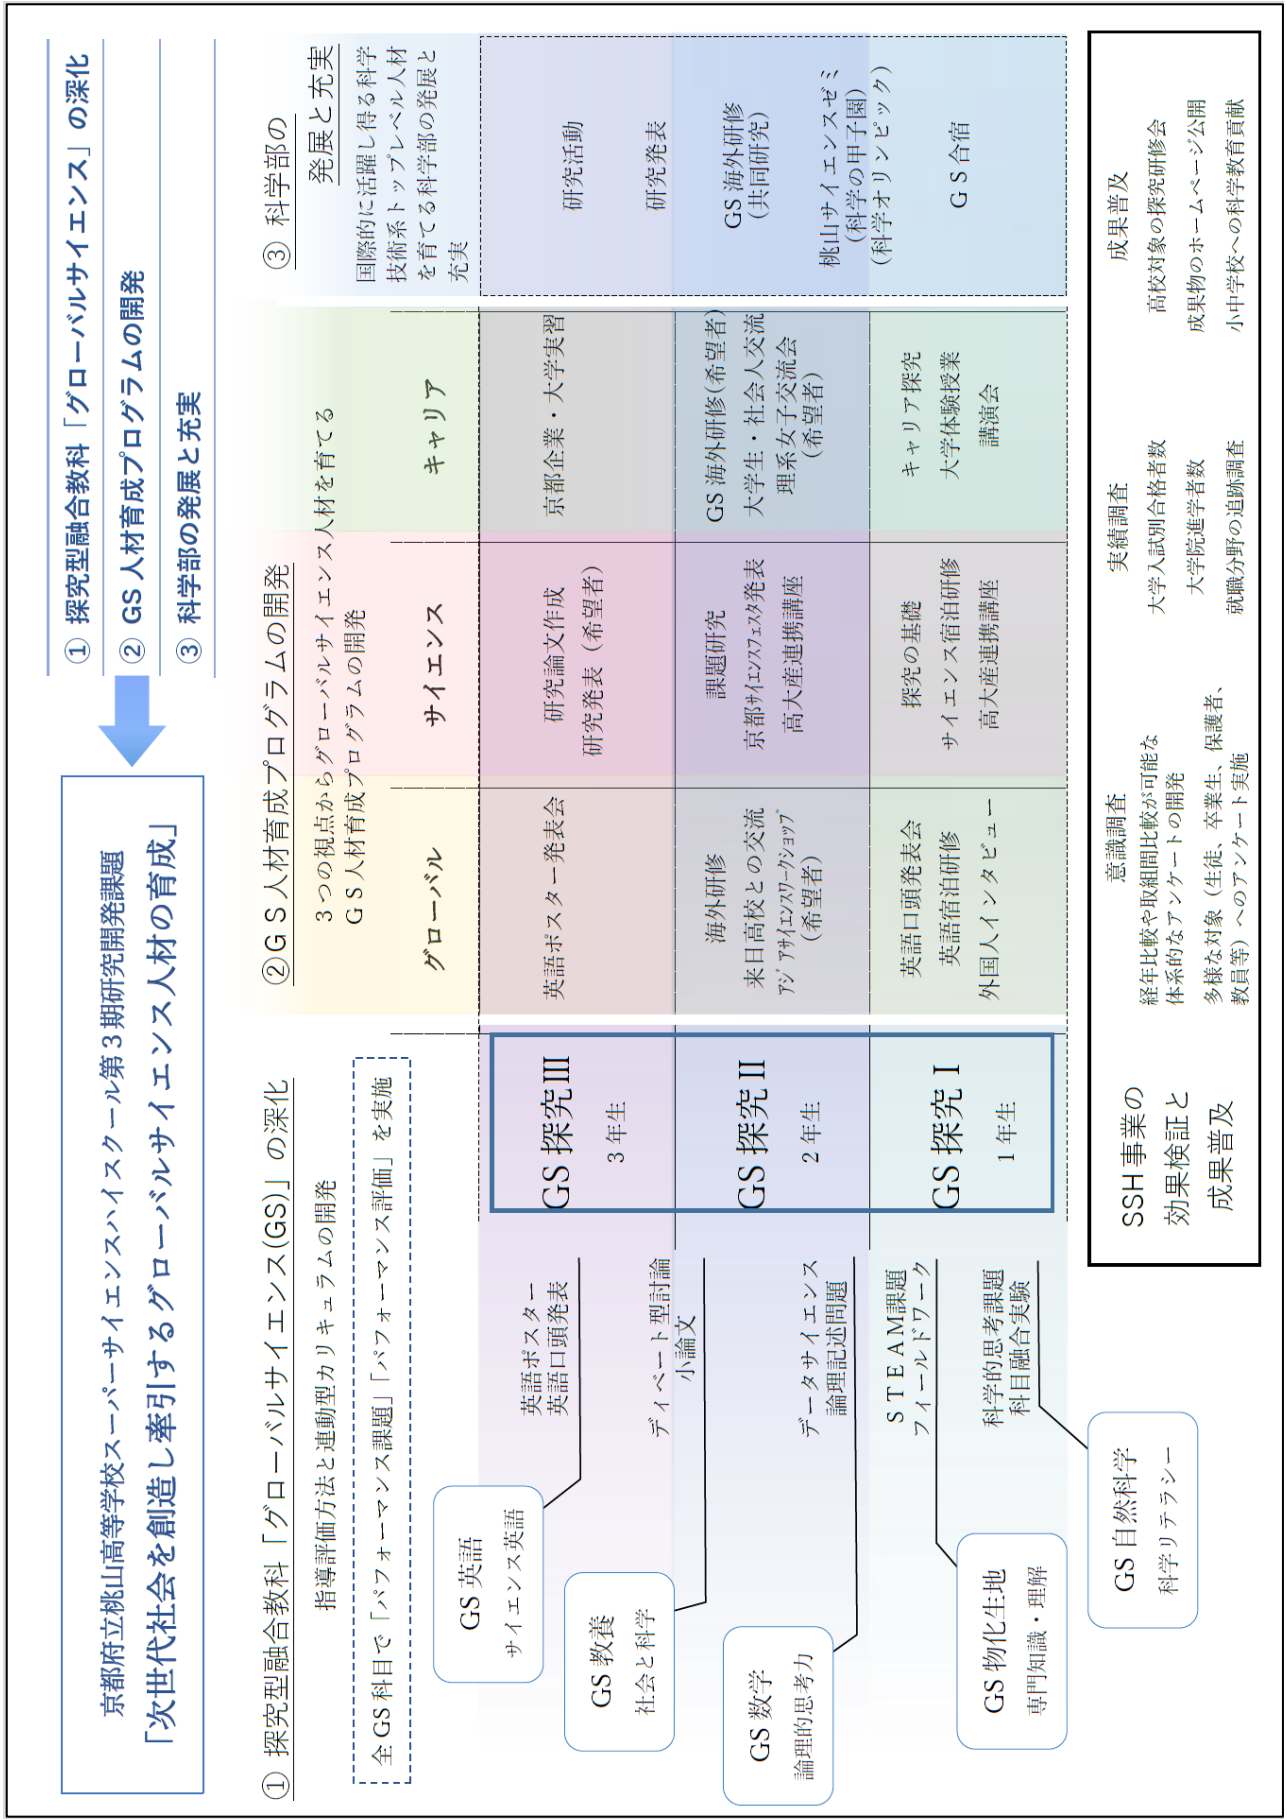 京都府立桃山高等学校スーパーサイエンスハイスクール第３期研究開発課題
「次世代社会を創造し牽引するグローバルサイエンス人材の育成」
① 探究型融合教科「グローバルサイエンス」の深化
② GS 人材育成プログラムの開発
③ 科学部の発展と充実
① 探究型融合教科「グローバルサイエンス(GS)」の深化
指導評価方法と連動型カリキュラムの開発
全 GS 科目で「パフォーマンス課題」「パフォーマンス評価」を実施
GS 英語
サイエンス英語
GS 教養
社会と科学
GS 数学
論理的思考力
GS 物化生地
専門知識・理解
GS 自然科学
科学リテラシー
英語ポスター
英語口頭発表
ディベート型討論
小論文
データサイエンス
論理記述問題
ＳＴＥＡＭ課題
フィールドワーク
科学的思考課題
科目融合実験
GS 探究Ⅲ
3 年生
GS 探究Ⅱ
2 年生
GS 探究Ⅰ
1 年生
②ＧＳ人材育成プログラムの開発
３つの視点からグローバルサイエンス人材を育てる
ＧＳ人材育成プログラムの開発
グローバル
サイエンス
キャリア
英語ポスター発表会
研究論文作成
研究発表（希望者）
京都企業・大学実習
海外研修
来日高校との交流
ｱｼﾞｱｻｲｴﾝｽﾜｰｸｼｮｯﾌﾟ
(希望者)
課題研究
京都ｻｲｴﾝｽﾌｪｽﾀ発表
高大産連携講座
GS 海外研修(希望者)
大学生・社会人交流
理系女子交流会
(希望者)
英語口頭発表会
英語宿泊研修
外国人インタビュー
探究の基礎
サイエンス宿泊研修
高大産連携講座
キャリア探究
大学体験授業
講演会
③ 科学部の
発展と充実
国際的に活躍し得る科学
技術系トップレベル人材
を育てる科学部の発展と
充実
研究活動
研究発表
GS 海外研修
(共同研究)
桃山サイエンスゼミ
(科学の甲子園)
(科学オリンピック)
ＧＳ合宿
SSH 事業の
効果検証と
成果普及
意識調査
経年比較や取組間比較が可能な
体系的なアンケートの開発
多様な対象（生徒、卒業生、保護者、
教員等）へのアンケート実施
実績調査
大学入試別合格者数
大学院進学者数
就職分野の追跡調査
成果普及
高校対象の探究研修会
成果物のホームページ公開
小中学校への科学教育貢献